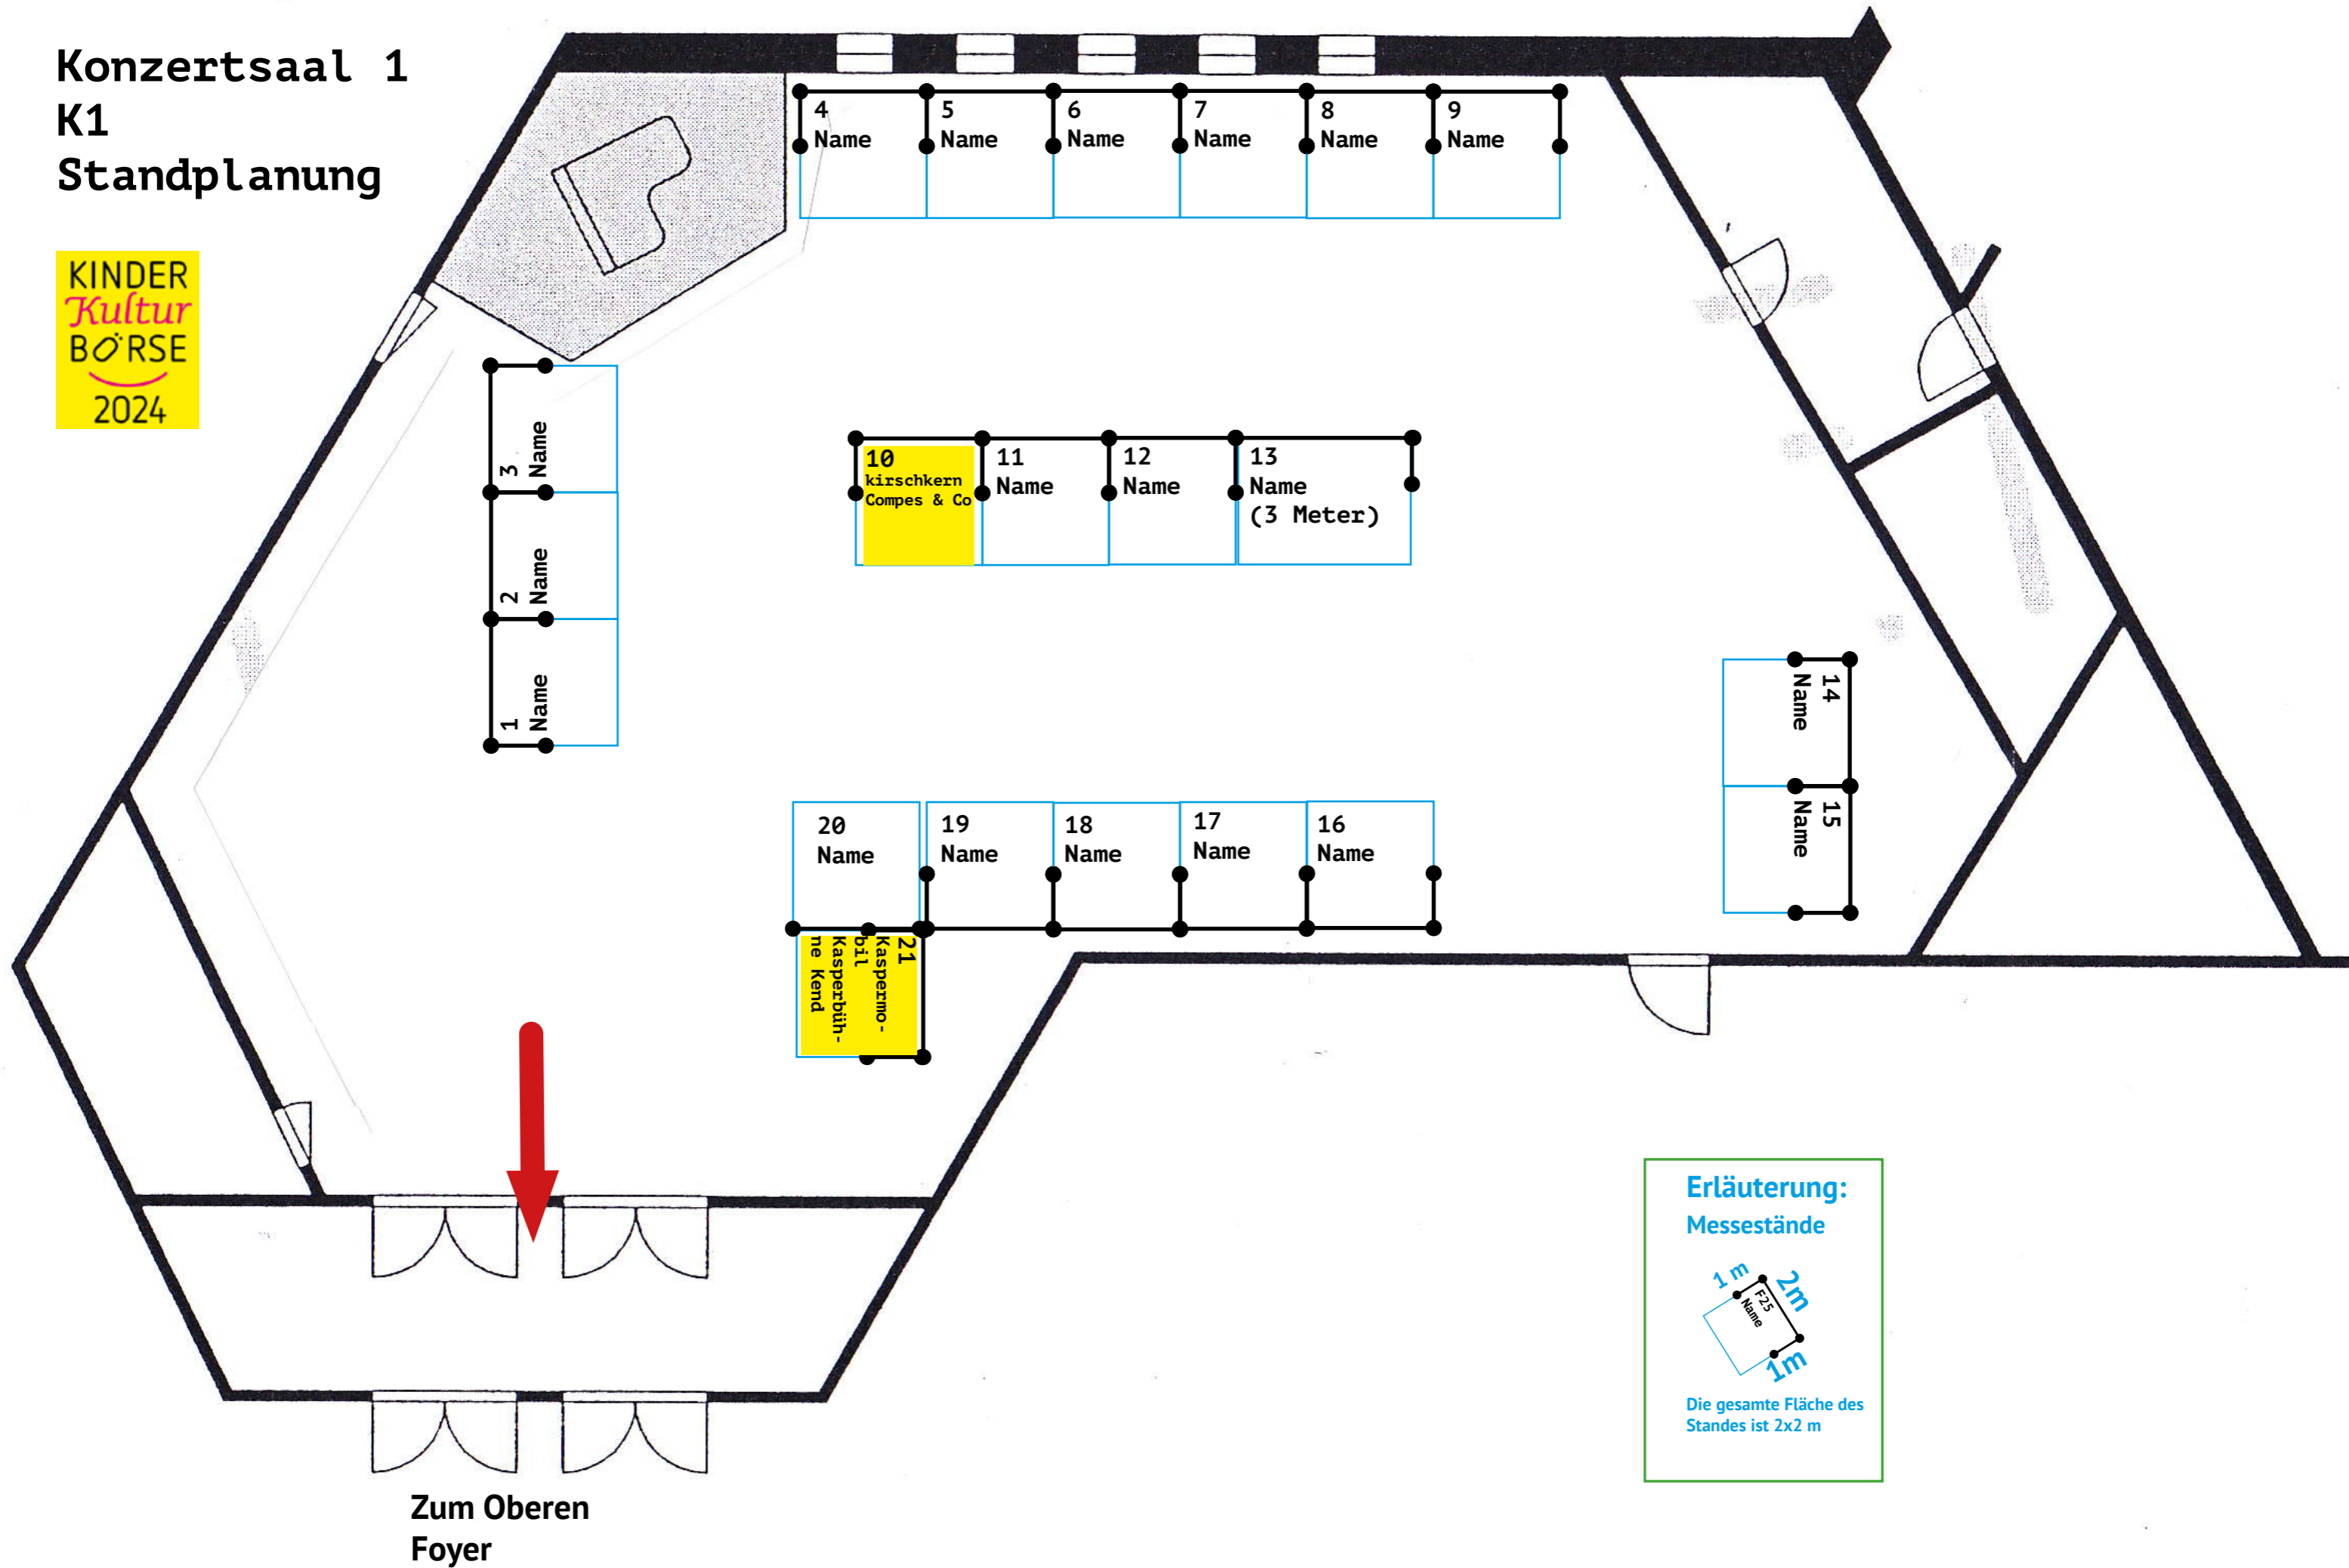 Konzertsaal 1
K1
Standplanung
KINDER
Kultur
BÖRSE
2024
4
Name
5
Name
6
Name
7
Name
8
Name
9
Name
3
Name
2
Name
1
Name
10
kirschkern
Compes & Co
11
Name
12
Name
13
Name
(3 Meter)
14
Name
15
Name
20
Name
19
Name
18
Name
17
Name
16
Name
21
Kaspermo-
bil
Kasperbüh-
ne Kend
Zum Oberen
Foyer
Erläuterung:
Messestände
1 m
2m
F25
Name
1m
Die gesamte Fläche des
Standes ist 2x2 m